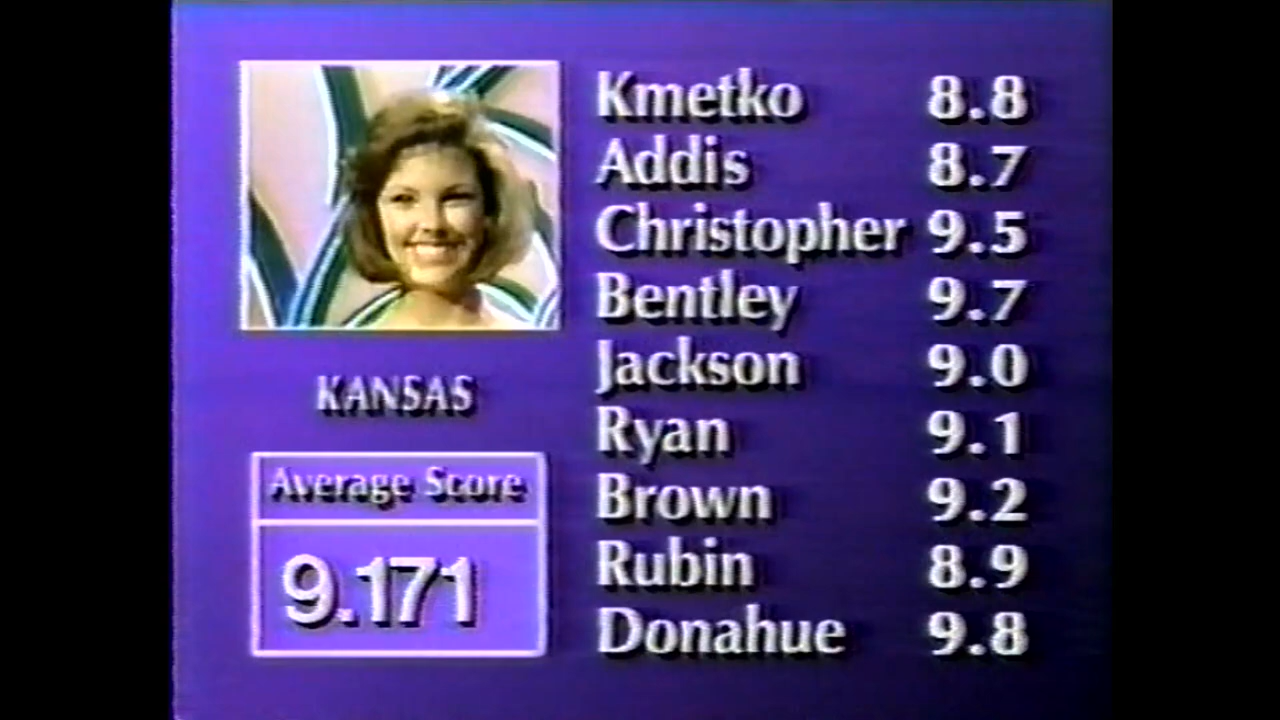 KANSAS
Average Score
9.171
Kmetko 8.8
Addis 8.7
Christopher 9.5
Bentley 9.7
Jackson 9.0
Ryan 9.1
Brown 9.2
Rubin 8.9
Donahue 9.8